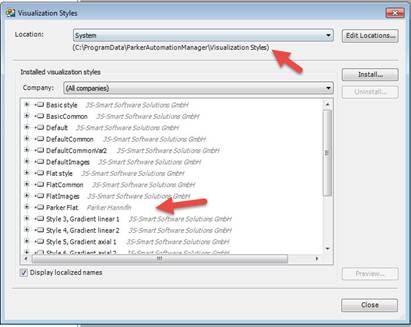 Visualization Styles
Location: System Edit Locations...
(C:\ProgramData\ParkerAutomationManager\Visualization Styles)
Installed visualization styles
Install...
Company: (All companies)
Uninstall...
Basic style 3S-Smart Software Solutions GmbH
BasicCommon 3S-Smart Software Solutions GmbH
Default 3S-Smart Software Solutions GmbH
DefaultCommon 3S-Smart Software Solutions GmbH
DefaultCommonVar2 3S-Smart Software Solutions GmbH
DefaultImages 3S-Smart Software Solutions GmbH
Flat style 3S-Smart Software Solutions GmbH
FlatCommon 3S-Smart Software Solutions GmbH
FlatImages 3S-Smart Software Solutions GmbH
Parker Flat Parker Hannifin
Style 3, Gradient linear 1 3S-Smart Software Solutions GmbH
Style 4, Gradient linear 2 3S-Smart Software Solutions GmbH
Style 5, Gradient axial 1 3S-Smart Software Solutions GmbH
Style 6, Gradient axial 2 3S-Smart Software Solutions GmbH
Display localized names
Preview...
Close